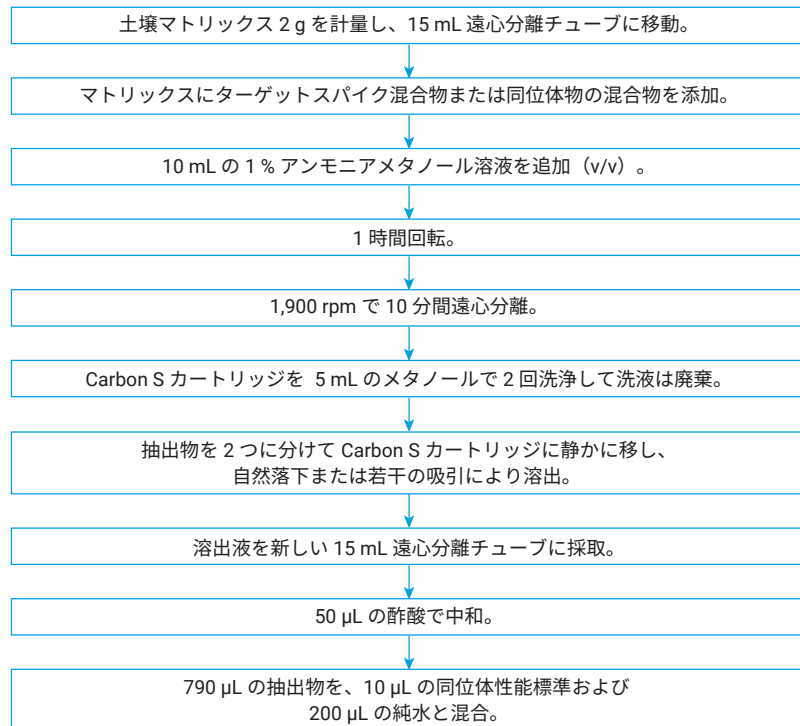 土壌マトリックス 2 g を計量し、15 mL 遠心分離チューブに移動。
マトリックスにターゲットスパイク混合物または同位体物の混合物を添加。
10 mL の 1 % アンモニアメタノール溶液を追加（v/v）。
1 時間回転。
1,900 rpm で 10 分間遠心分離。
Carbon S カートリッジを 5 mL のメタノールで 2 回洗浄して洗液は廃棄。
抽出物を 2 つに分けて Carbon S カートリッジに静かに移し、
自然落下または若干の吸引により溶出。
溶出液を新しい 15 mL 遠心分離チューブに採取。
50 µL の酢酸で中和。
790 µL の抽出物を、10 µL の同位体性能標準および
200 µL の純水と混合。